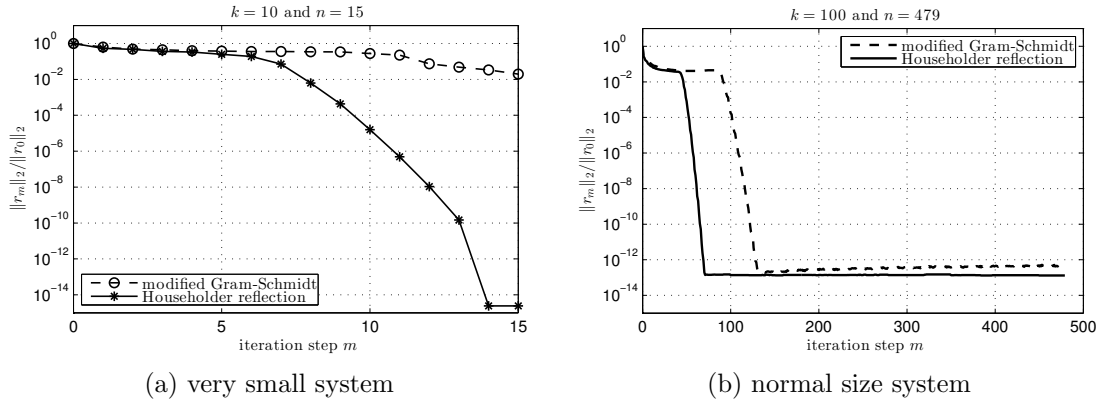 k = 10 and n = 15
10^0
10^-2
10^-4
10^-6
10^-8
10^-10
10^-12
10^-14
‖r_m‖_2/‖r_0‖_2
modified Gram-Schmidt
Householder reflection
0 5 10 15
iteration step m
(a) very small system
k = 100 and n = 479
10^0
10^-2
10^-4
10^-6
10^-8
10^-10
10^-12
10^-14
‖r_m‖_2/‖r_0‖_2
modified Gram-Schmidt
Householder reflection
0 100 200 300 400 500
iteration step m
(b) normal size system